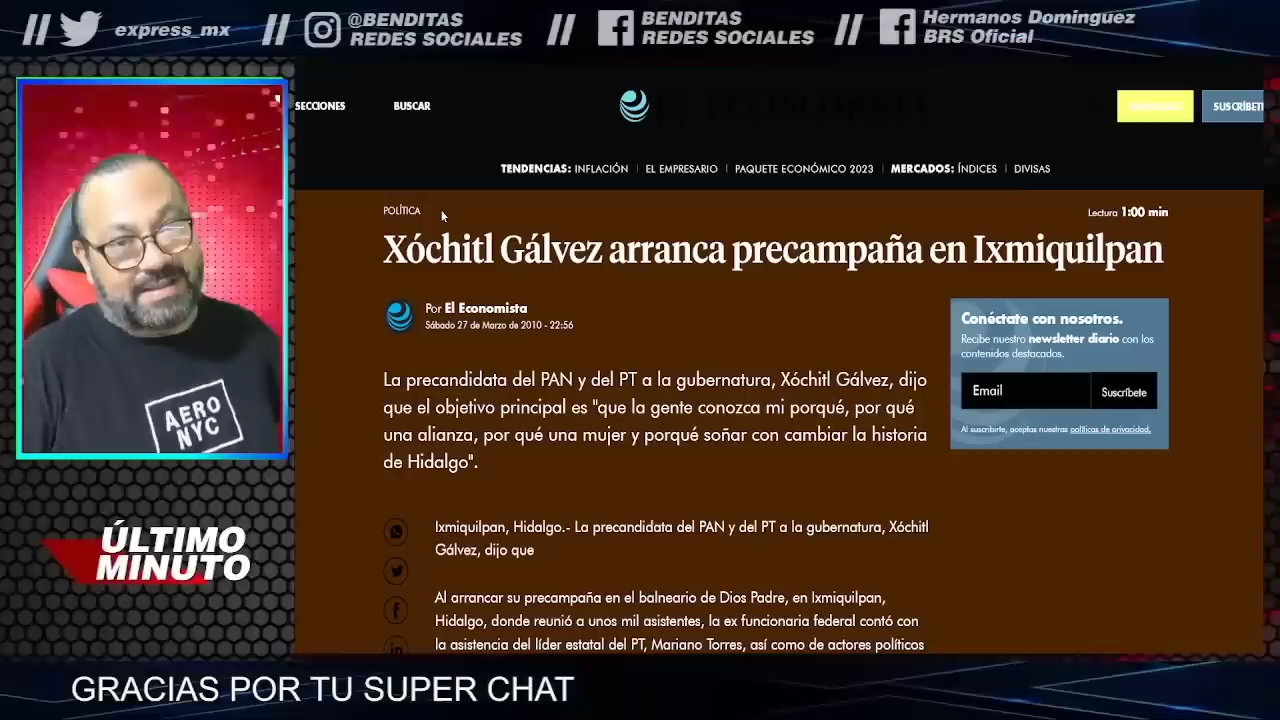 express_mx
@BENDITAS
REDES SOCIALES
BENDITAS
REDES SOCIALES
Hermanos Dominguez
BRS Oficial
SECCIONES
BUSCAR
EL ECONOMISTA
SUSCRÍBET
TENDENCIAS: INFLACIÓN
EL EMPRESARIO
PAQUETE ECONÓMICO 2023
MERCADOS: ÍNDICES
DIVISAS
POLÍTICA
Lectura 1:00 min
Xóchitl Gálvez arranca precampaña en Ixmiquilpan
Por El Economista
Sábado 27 de Marzo de 2010 - 22:56
Conéctate con nosotros.
Recibe nuestro newsletter diario con los
contenidos destacados.
Email
Suscríbete
Al suscribirte, aceptas nuestras políticas de privacidad.
La precandidata del PAN y del PT a la gubernatura, Xóchitl Gálvez, dijo
que el objetivo principal es "que la gente conozca mi porqué, por qué
una alianza, por qué una mujer y porqué soñar con cambiar la historia
de Hidalgo".
Ixmiquilpan, Hidalgo.- La precandidata del PAN y del PT a la gubernatura, Xóchitl
Gálvez, dijo que
Al arrancar su precampaña en el balneario de Dios Padre, en Ixmiquilpan,
Hidalgo, donde reunió a unos mil asistentes, la ex funcionaria federal contó con
la asistencia del líder estatal del PT, Mariano Torres, así como de actores políticos
AERO
NYC
ÚLTIMO
MINUTO
GRACIAS POR TU SUPER CHAT